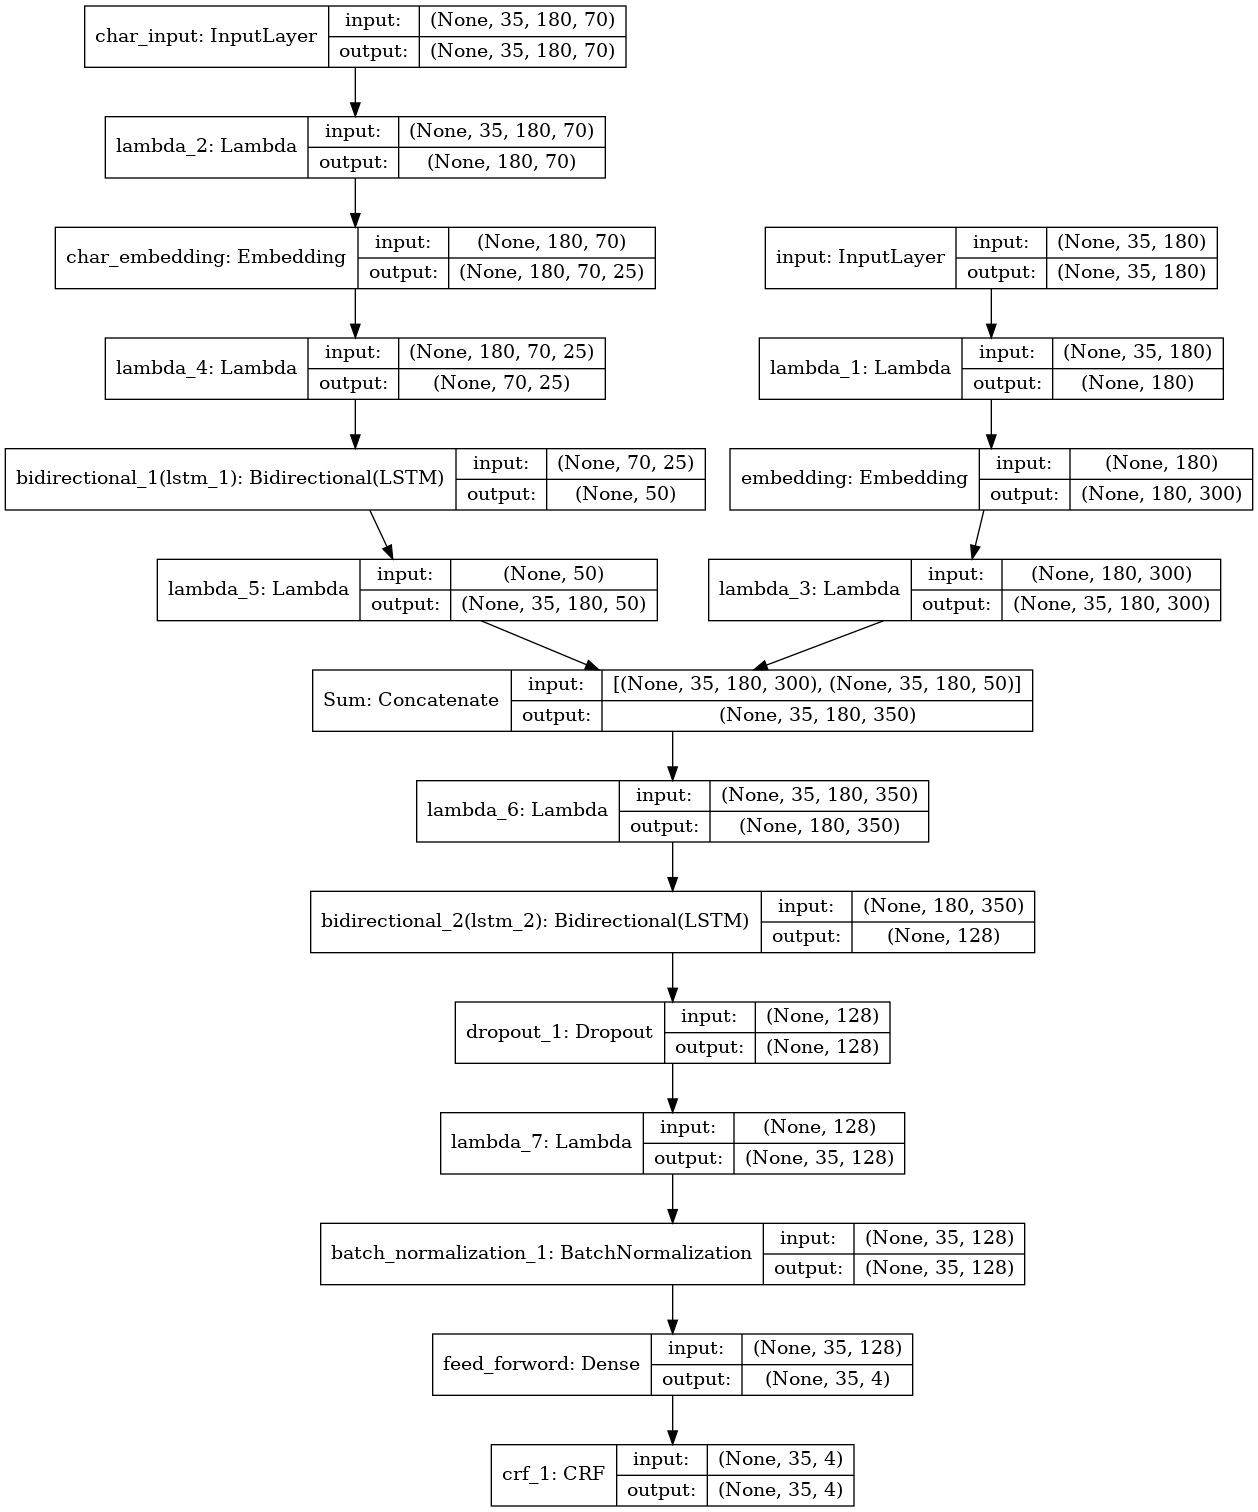 char_input: InputLayer
input: (None, 35, 180, 70)
output: (None, 35, 180, 70)
lambda_2: Lambda
input: (None, 35, 180, 70)
output: (None, 180, 70)
char_embedding: Embedding
input: (None, 180, 70)
output: (None, 180, 70, 25)
input: InputLayer
input: (None, 35, 180)
output: (None, 35, 180)
lambda_4: Lambda
input: (None, 180, 70, 25)
output: (None, 70, 25)
lambda_1: Lambda
input: (None, 35, 180)
output: (None, 180)
bidirectional_1(lstm_1): Bidirectional(LSTM)
input: (None, 70, 25)
output: (None, 50)
embedding: Embedding
input: (None, 180)
output: (None, 180, 300)
lambda_5: Lambda
input: (None, 50)
output: (None, 35, 180, 50)
lambda_3: Lambda
input: (None, 180, 300)
output: (None, 35, 180, 300)
Sum: Concatenate
input: [(None, 35, 180, 300), (None, 35, 180, 50)]
output: (None, 35, 180, 350)
lambda_6: Lambda
input: (None, 35, 180, 350)
output: (None, 180, 350)
bidirectional_2(lstm_2): Bidirectional(LSTM)
input: (None, 180, 350)
output: (None, 128)
dropout_1: Dropout
input: (None, 128)
output: (None, 128)
lambda_7: Lambda
input: (None, 128)
output: (None, 35, 128)
batch_normalization_1: BatchNormalization
input: (None, 35, 128)
output: (None, 35, 128)
feed_forword: Dense
input: (None, 35, 128)
output: (None, 35, 4)
crf_1: CRF
input: (None, 35, 4)
output: (None, 35, 4)